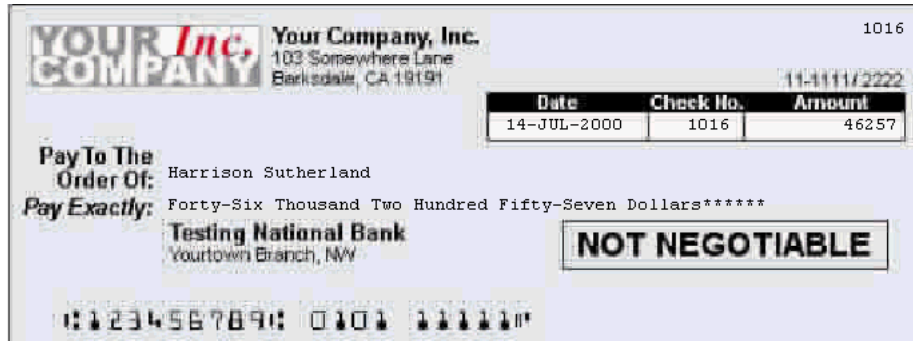 1016
YOUR Inc.
COMPANY
Your Company, Inc.
103 Somewhere Lane
Barksdale, CA 19191
11-1111/2222
Date Check No. Amount
14-JUL-2000 1016 46257
Pay To The
Order Of: Harrison Sutherland
Pay Exactly: Forty-Six Thousand Two Hundred Fifty-Seven Dollars******
Testing National Bank
Yourtown Branch, NW
NOT NEGOTIABLE
⑆123456789⑆ 0101 11111⑈